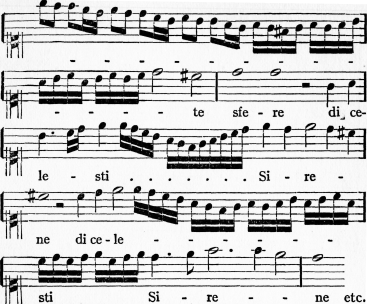 - - - - - - - - -
- - - - te sfe - re di ce-
le - sti . . . . . . . Si - re -
ne di ce - le - - - - - -
sti Si - re - - ne etc.